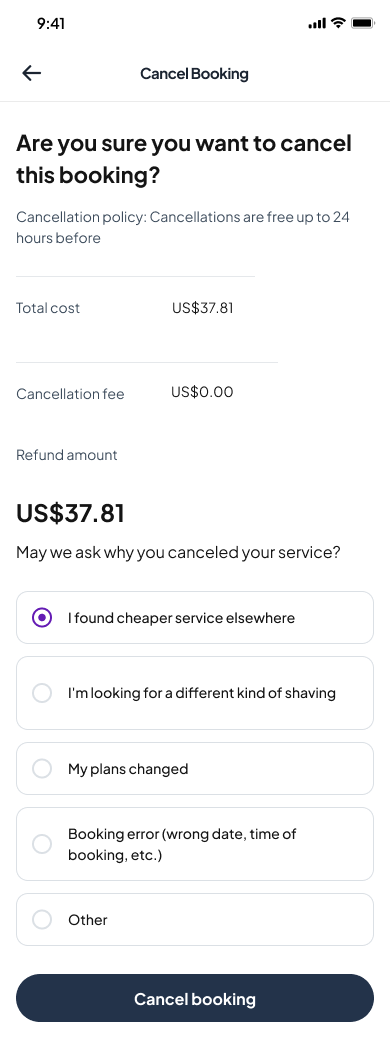 9:41
Cancel Booking
Are you sure you want to cancel
this booking?
Cancellation policy: Cancellations are free up to 24
hours before
Total cost US$37.81
Cancellation fee US$0.00
Refund amount
US$37.81
May we ask why you canceled your service?
I found cheaper service elsewhere
I'm looking for a different kind of shaving
My plans changed
Booking error (wrong date, time of
booking, etc.)
Other
Cancel booking